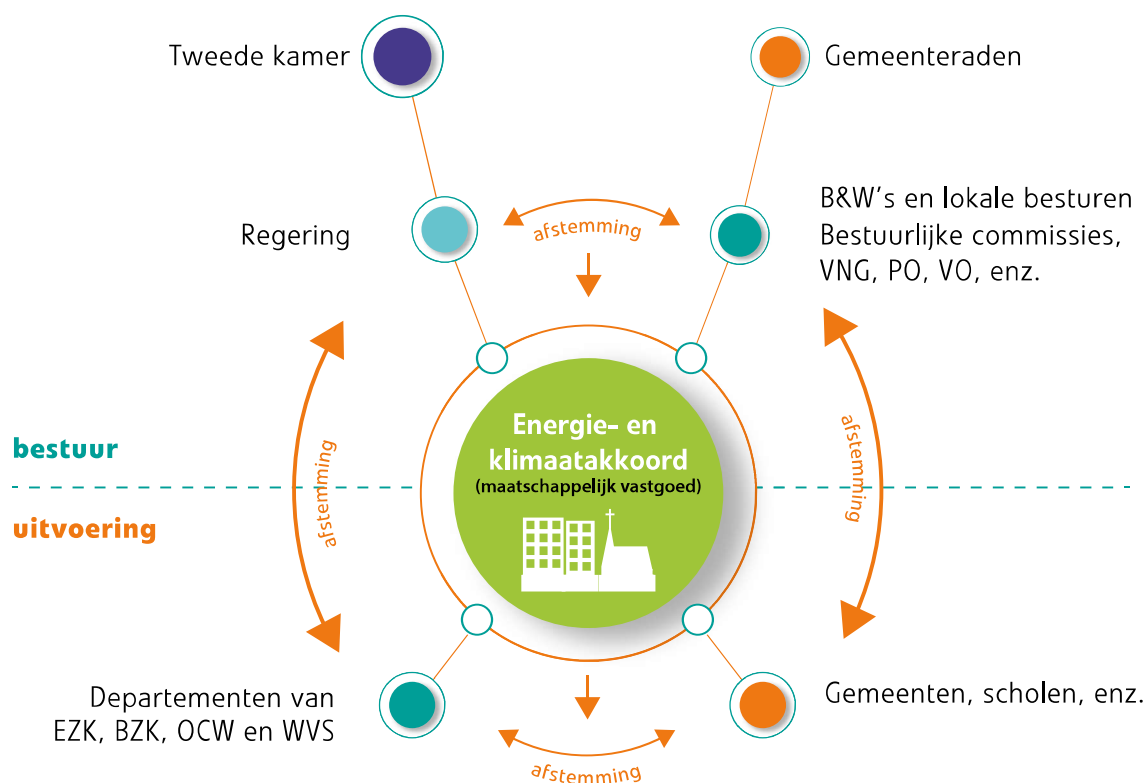 Tweede kamer
Gemeenteraden
Regering
afstemming
B&W's en lokale besturen
Bestuurlijke commissies,
VNG, PO, VO, enz.
Energie- en
klimaatakkoord
(maatschappelijk vastgoed)
bestuur
uitvoering
afstemming
afstemming
Departementen van
EZK, BZK, OCW en WVS
Gemeenten, scholen, enz.
afstemming